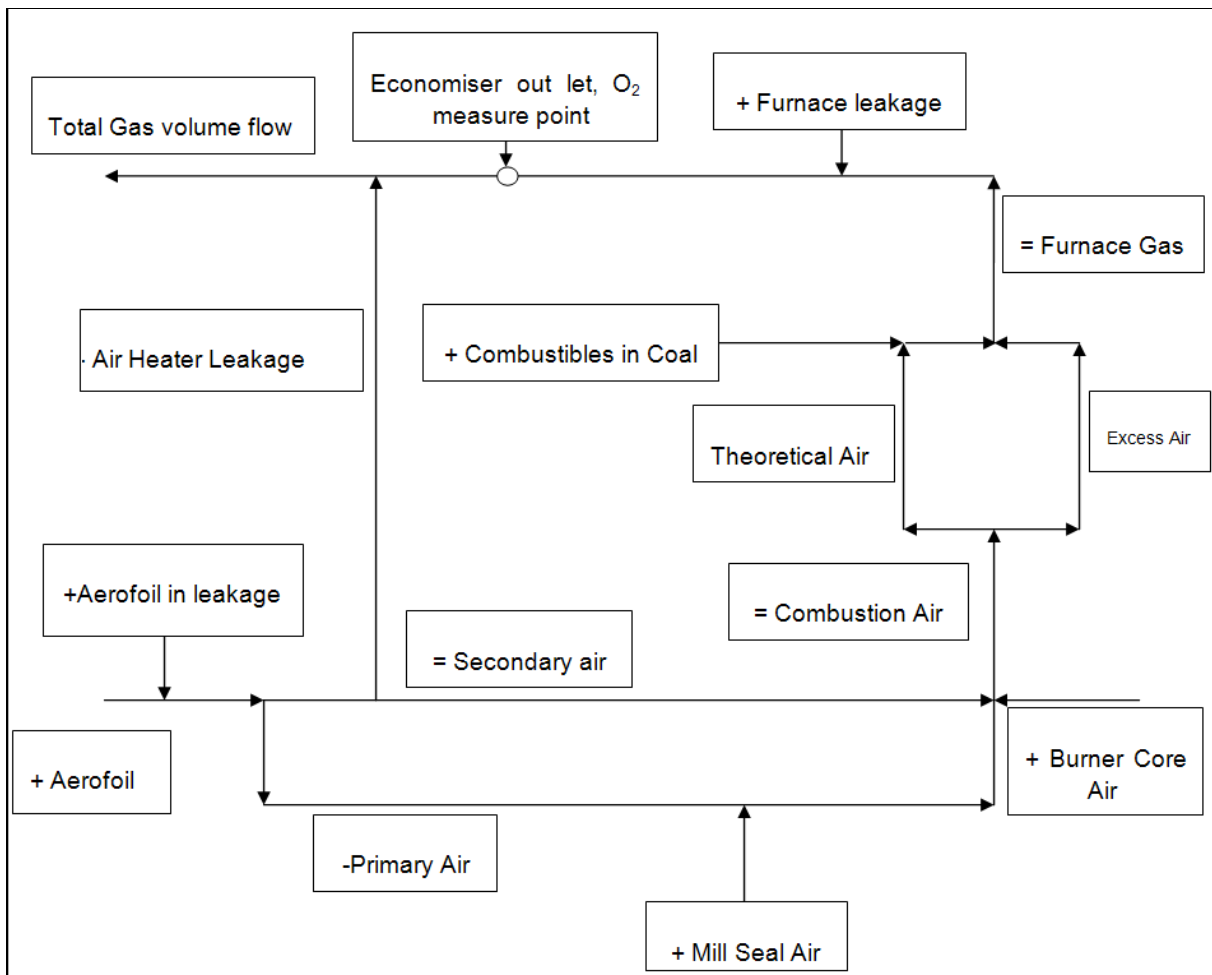 Economiser out let, O₂
measure point
+ Furnace leakage
Total Gas volume flow
= Furnace Gas
- Air Heater Leakage
+ Combustibles in Coal
Theoretical Air
Excess Air
+Aerofoil in leakage
= Combustion Air
= Secondary air
+ Aerofoil
+ Burner Core
Air
-Primary Air
+ Mill Seal Air